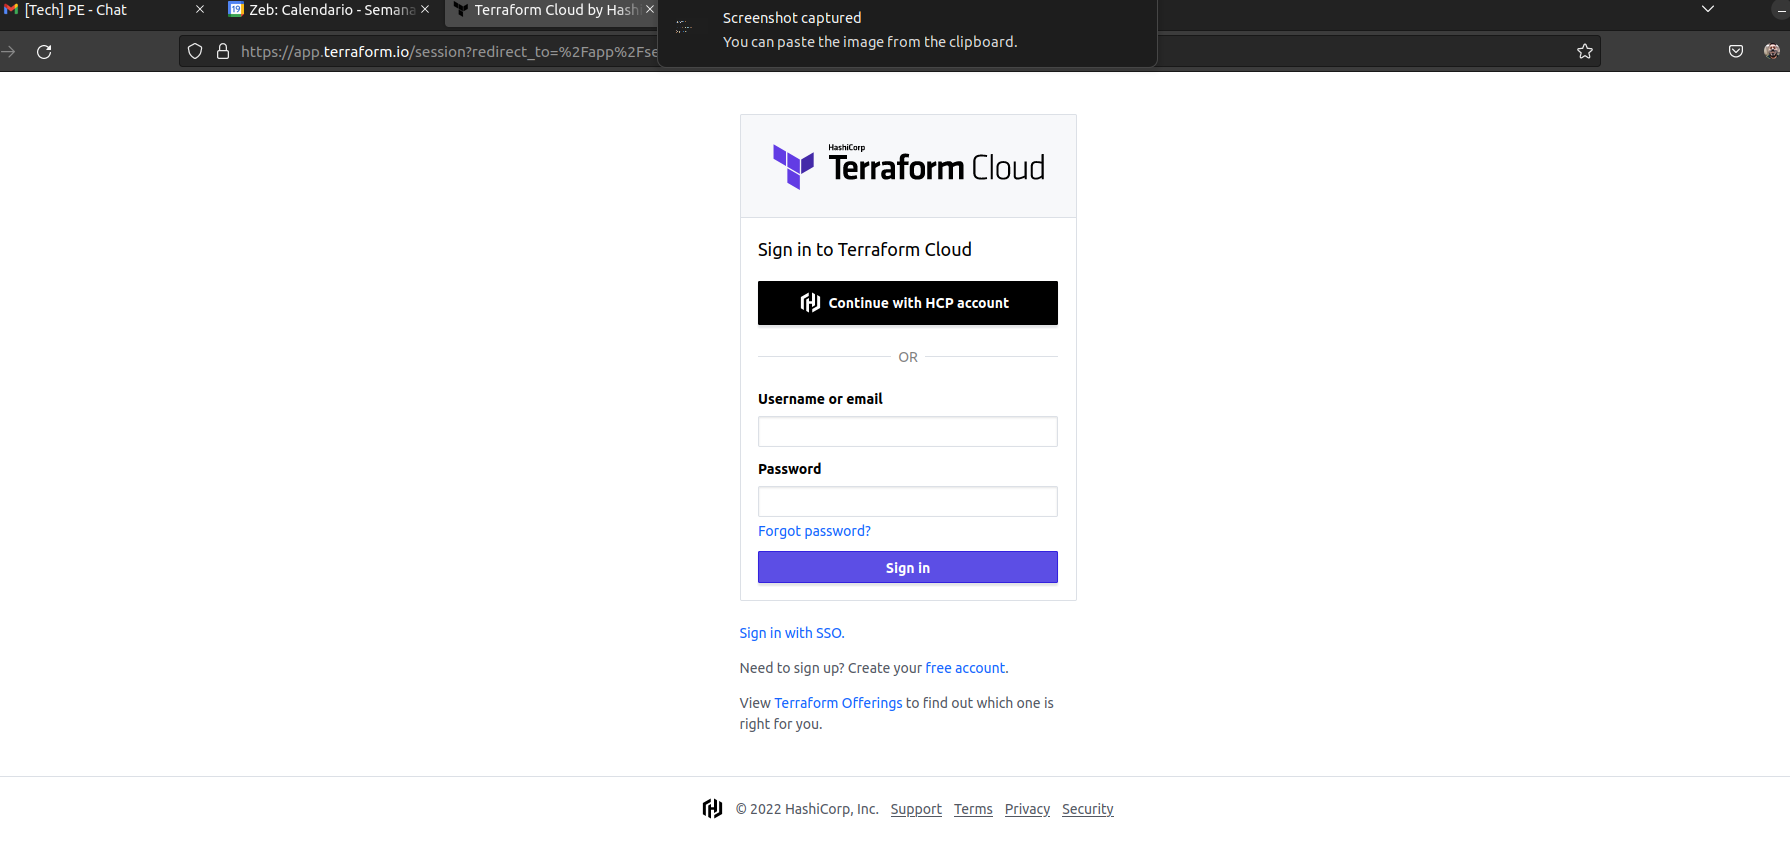 [Tech] PE - Chat
Zeb: Calendario - Semana
Terraform Cloud by Hashi
Screenshot captured
You can paste the image from the clipboard.
https://app.terraform.io/session?redirect_to=%2Fapp%2Fse
HashiCorp
Terraform Cloud
Sign in to Terraform Cloud
Continue with HCP account
OR
Username or email
Password
Forgot password?
Sign in
Sign in with SSO.
Need to sign up? Create your free account.
View Terraform Offerings to find out which one is
right for you.
© 2022 HashiCorp, Inc. Support Terms Privacy Security